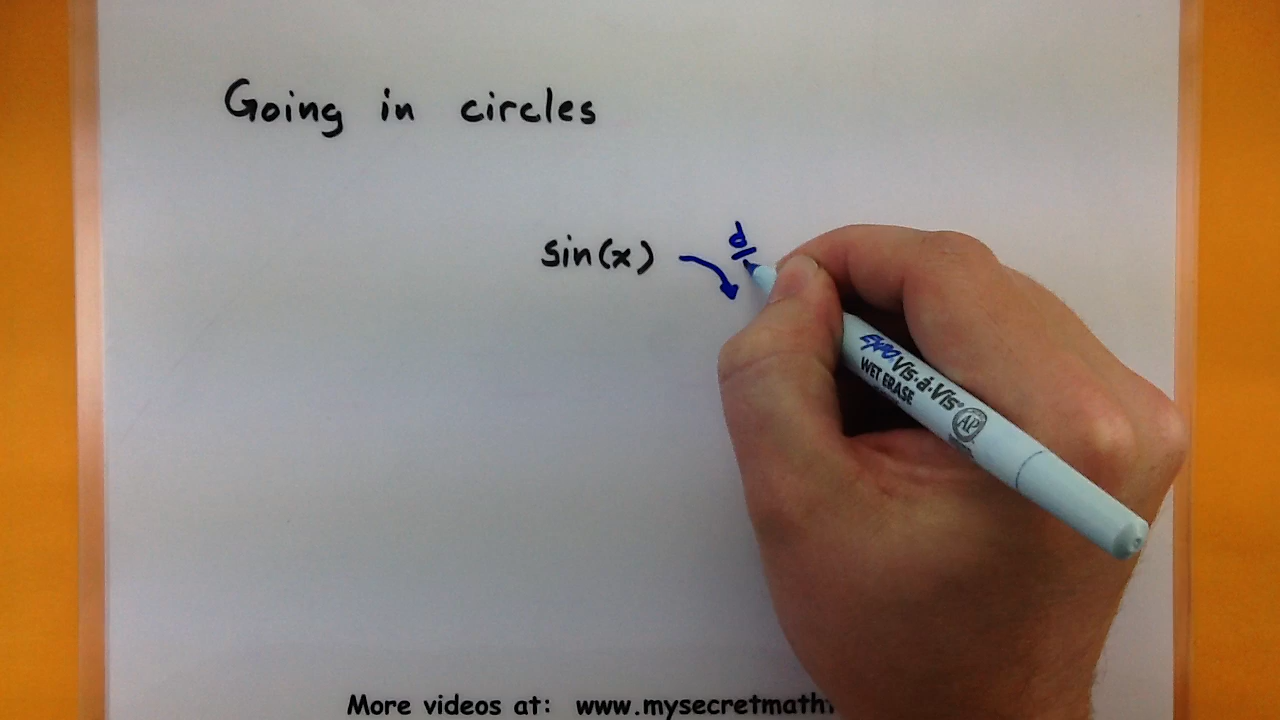 Going in circles
sin(x)
d
EXPO Vis-à-Vis®
WET ERASE
AP
More videos at: www.mysecretmath